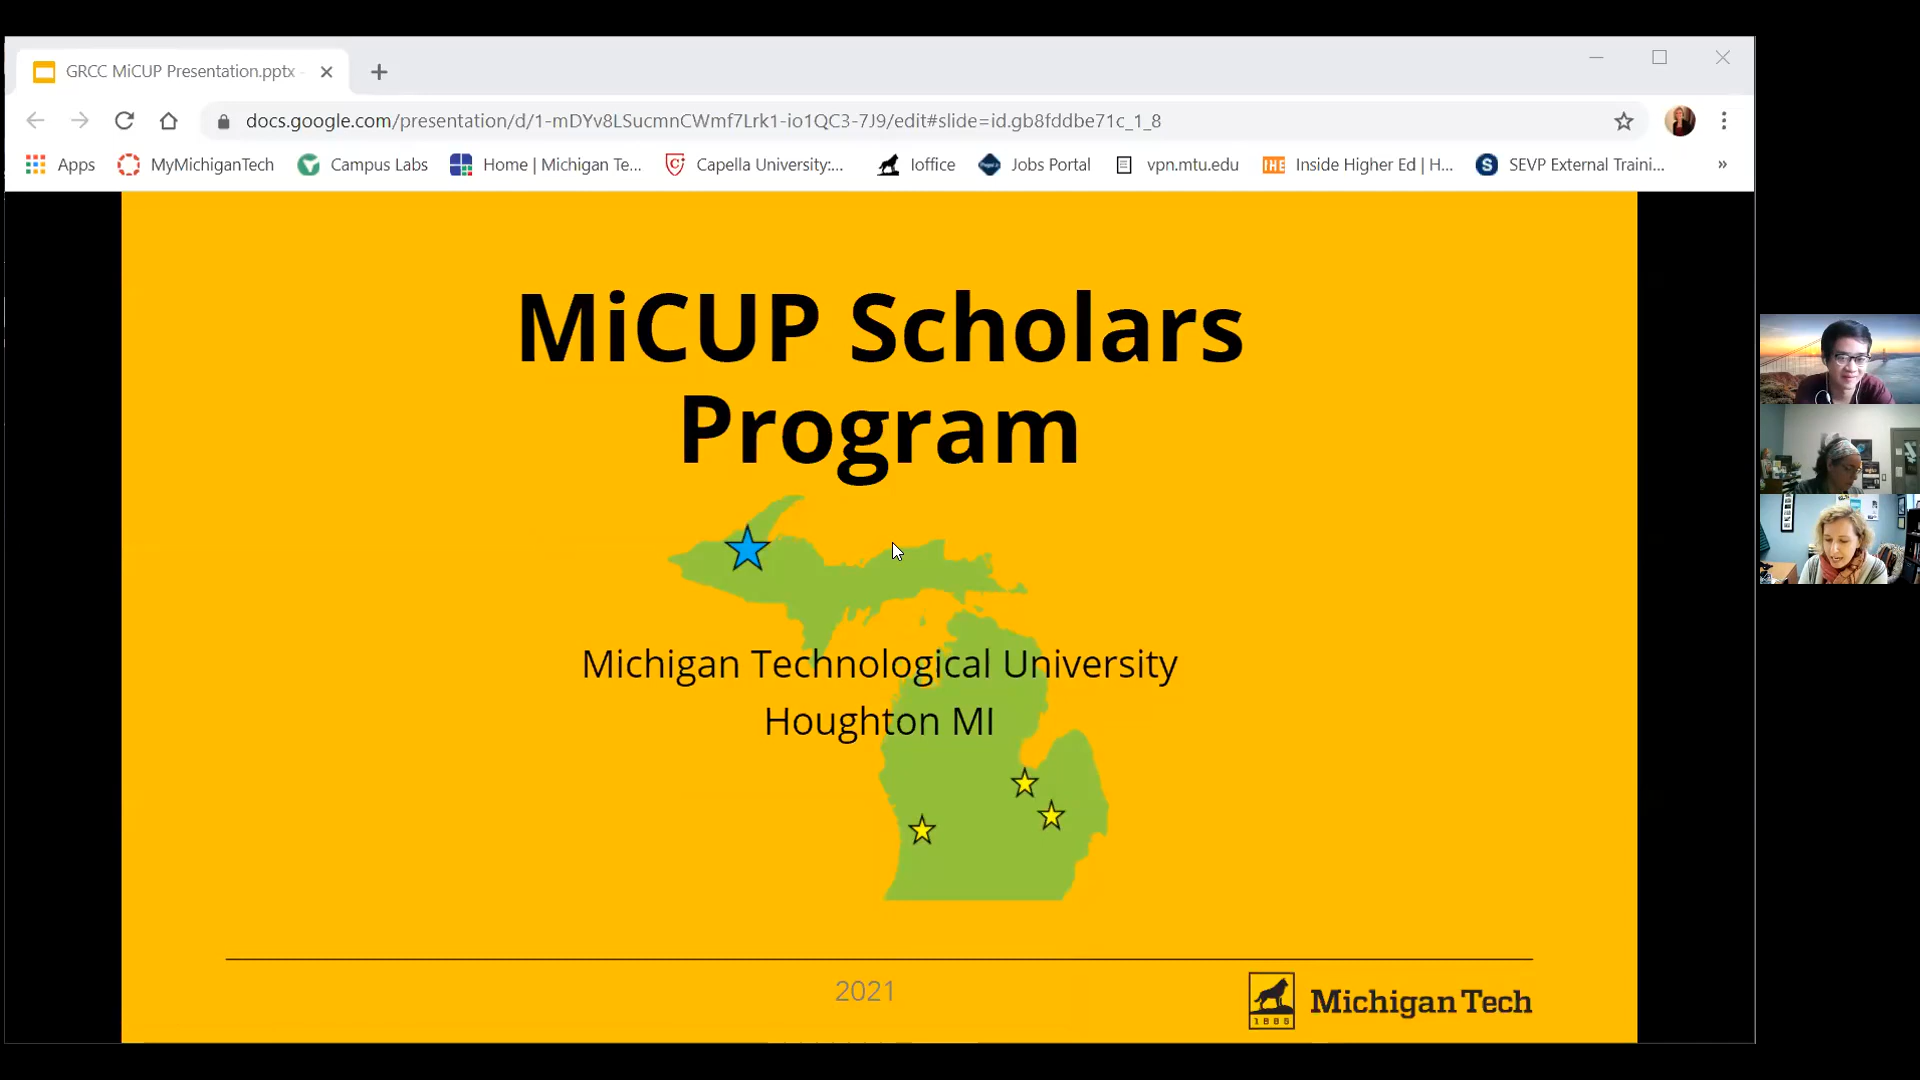 GRCC MiCUP Presentation.pptx -
docs.google.com/presentation/d/1-mDYv8LSucmnCWmf7Lrk1-io1QC3-7J9/edit#slide=id.gb8fddbe71c_1_8
Apps MyMichiganTech Campus Labs Home | Michigan Te... Capella University:... Ioffice Jobs Portal vpn.mtu.edu IHE Inside Higher Ed | H... S SEVP External Traini... »
MiCUP Scholars
Program
Michigan Technological University
Houghton MI
2021
1885
Michigan Tech